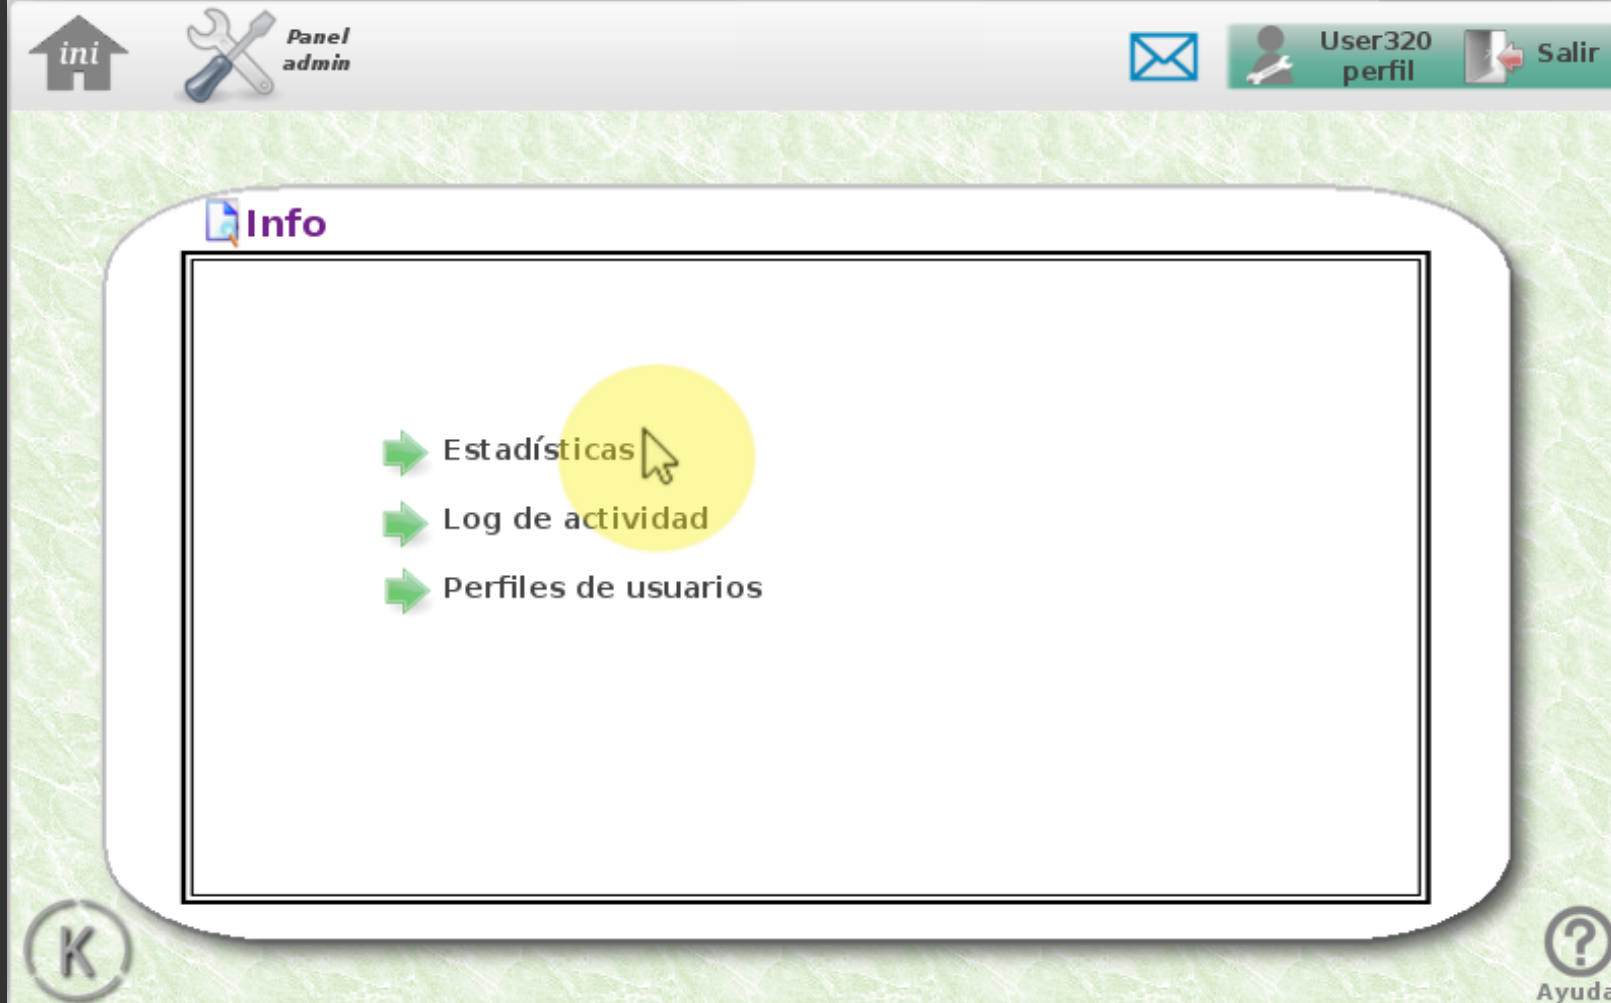 ini
Panel
admin
User320
perfil
Salir
Info
Estadísticas
Log de actividad
Perfiles de usuarios
K
Ayuda